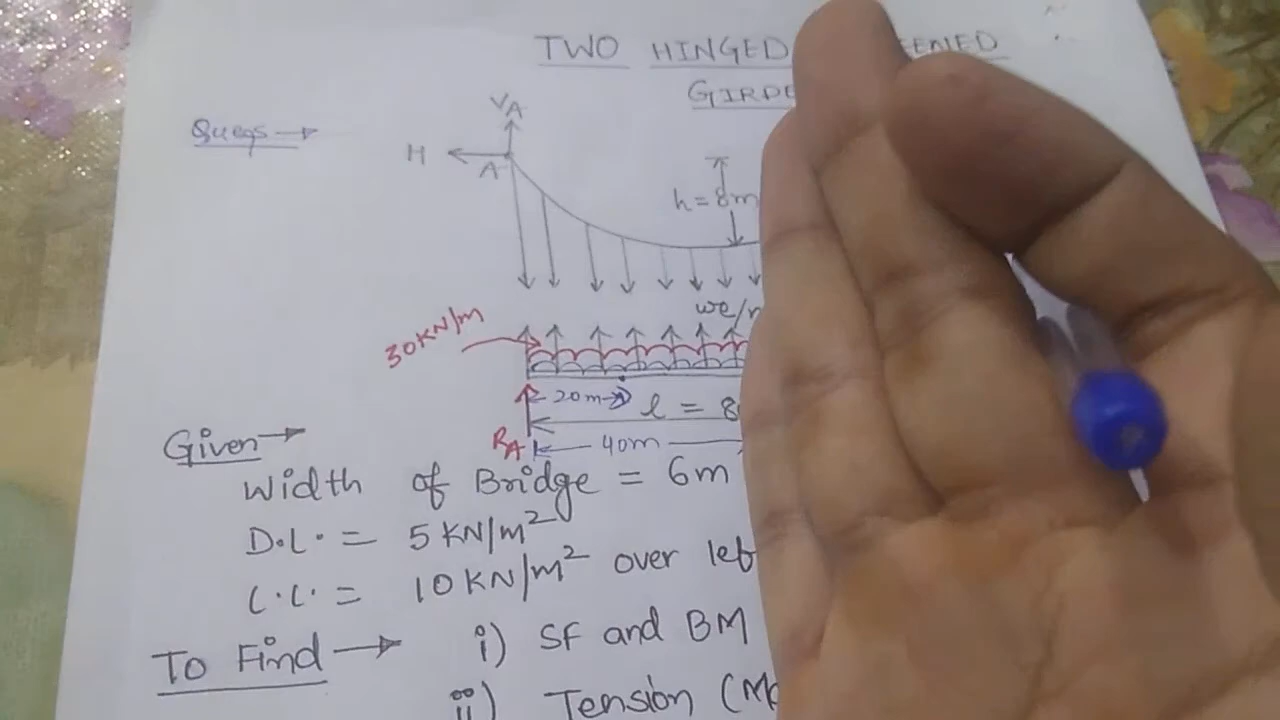 TWO HINGED
Ques
VA
H
A
h = 8m
we/
30KN/m
20m
l = 8
RA
40m
Given
Width of Bridge = 6m
D.L. = 5 KN/m²
L.L. = 10 KN/m² over left
To Find i) SF and BM
ii) Tension (M